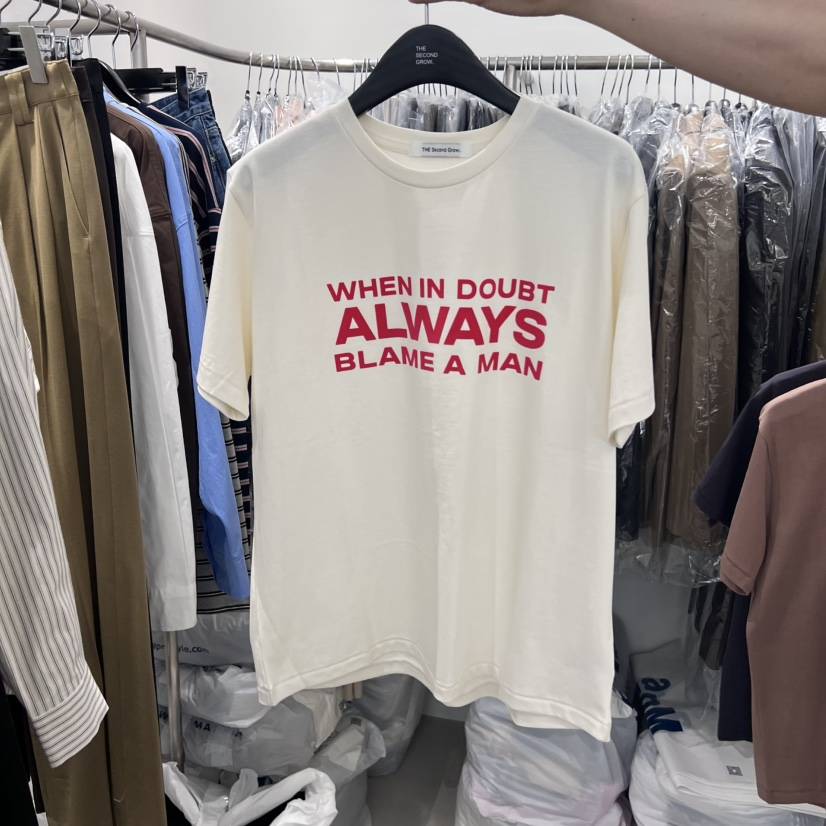 THE
SECOND
GROW.
THE Second Grow.
WHEN IN DOUBT
ALWAYS
BLAME A MAN